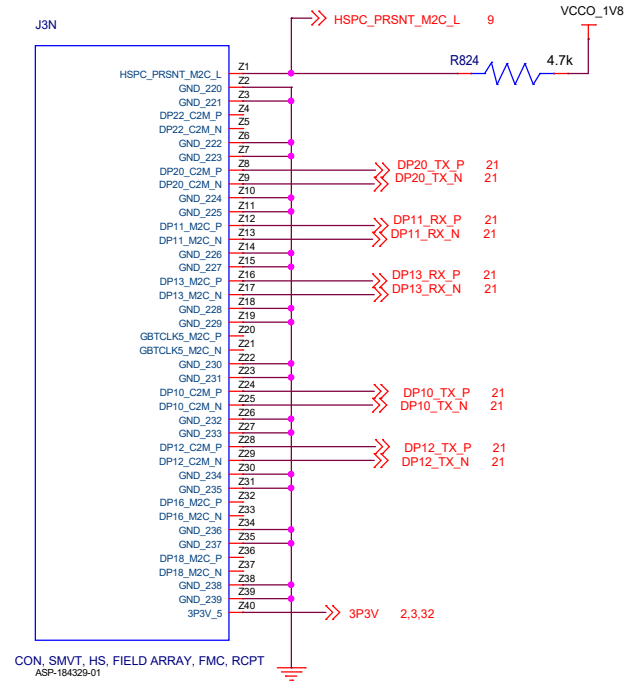 HSPC_PRSNT_M2C_L 9
VCCO_1V8
J3N
R824 4.7k
HSPC_PRSNT_M2C_L Z1
GND_220 Z2
GND_221 Z3
DP22_C2M_P Z4
DP22_C2M_N Z5
GND_222 Z6
GND_223 Z7
DP20_C2M_P Z8 DP20_TX_P 21
DP20_C2M_N Z9 DP20_TX_N 21
GND_224 Z10
GND_225 Z11
DP11_M2C_P Z12 DP11_RX_P 21
DP11_M2C_N Z13 DP11_RX_N 21
GND_226 Z14
GND_227 Z15
DP13_M2C_P Z16 DP13_RX_P 21
DP13_M2C_N Z17 DP13_RX_N 21
GND_228 Z18
GND_229 Z19
GBTCLK5_M2C_P Z20
GBTCLK5_M2C_N Z21
GND_230 Z22
GND_231 Z23
DP10_C2M_P Z24 DP10_TX_P 21
DP10_C2M_N Z25 DP10_TX_N 21
GND_232 Z26
GND_233 Z27
DP12_C2M_P Z28 DP12_TX_P 21
DP12_C2M_N Z29 DP12_TX_N 21
GND_234 Z30
GND_235 Z31
DP16_M2C_P Z32
DP16_M2C_N Z33
GND_236 Z34
GND_237 Z35
DP18_M2C_P Z36
DP18_M2C_N Z37
GND_238 Z38
GND_239 Z39
3P3V_5 Z40 3P3V 2,3,32
CON, SMVT, HS, FIELD ARRAY, FMC, RCPT
ASP-184329-01